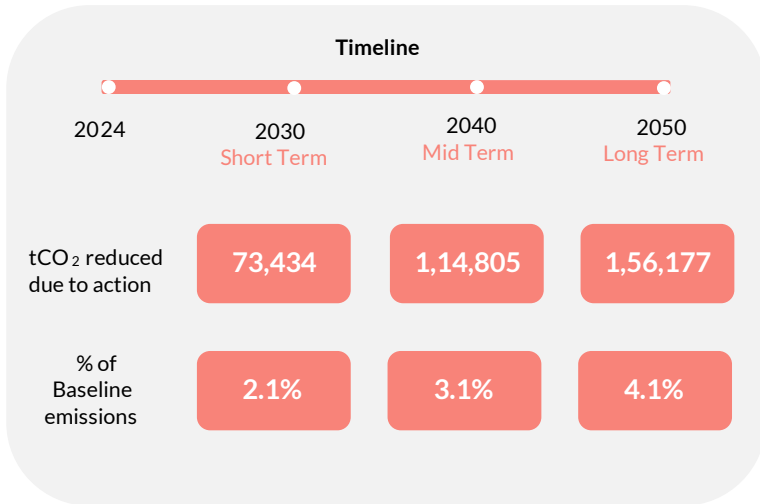 Timeline
2024
2030
Short Term
2040
Mid Term
2050
Long Term
tCO₂ reduced
due to action
73,434
1,14,805
1,56,177
% of
Baseline
emissions
2.1%
3.1%
4.1%